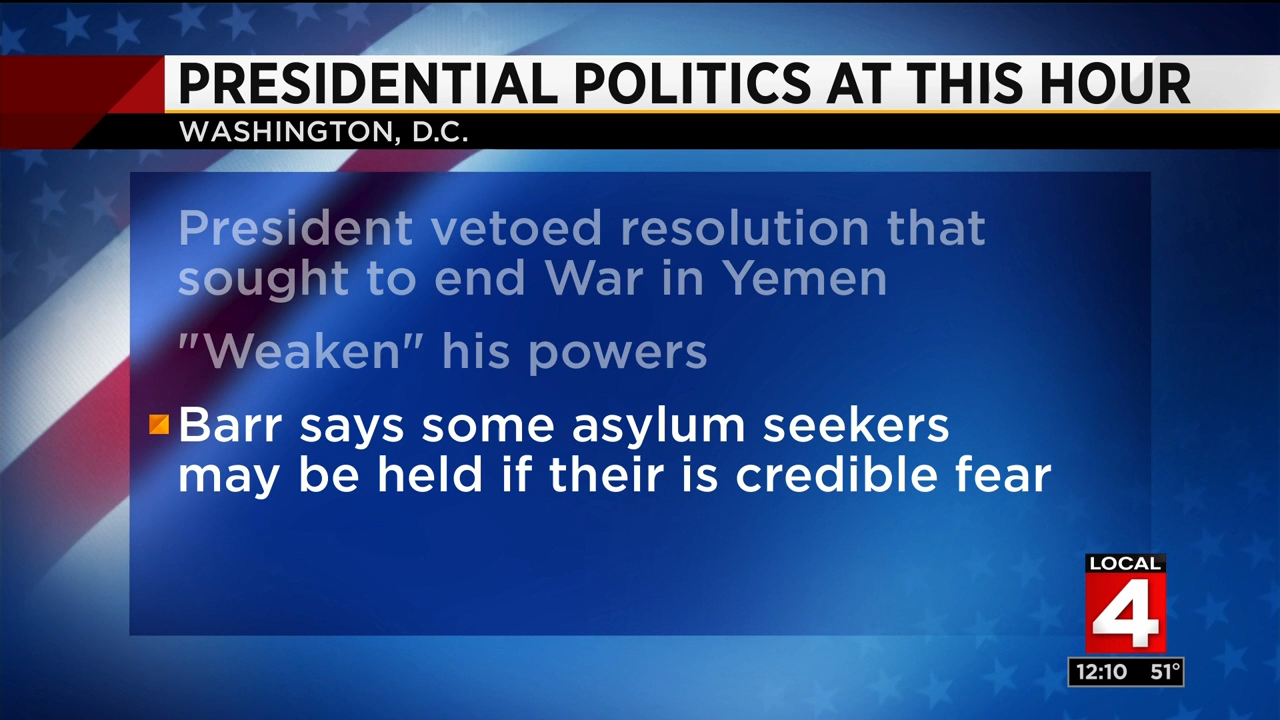 PRESIDENTIAL POLITICS AT THIS HOUR
WASHINGTON, D.C.
President vetoed resolution that
sought to end War in Yemen
"Weaken" his powers
Barr says some asylum seekers
may be held if their is credible fear
LOCAL
4
12:10 51°